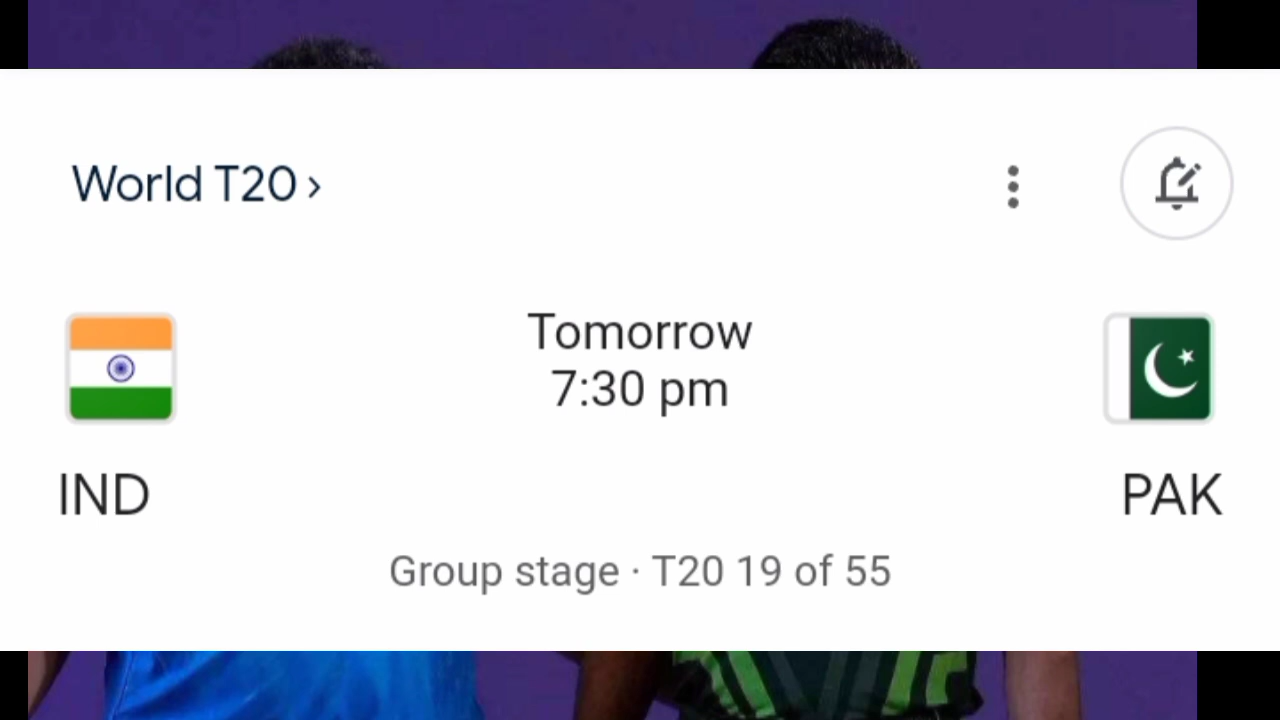 World T20 ›
Tomorrow
7:30 pm
IND
PAK
Group stage · T20 19 of 55